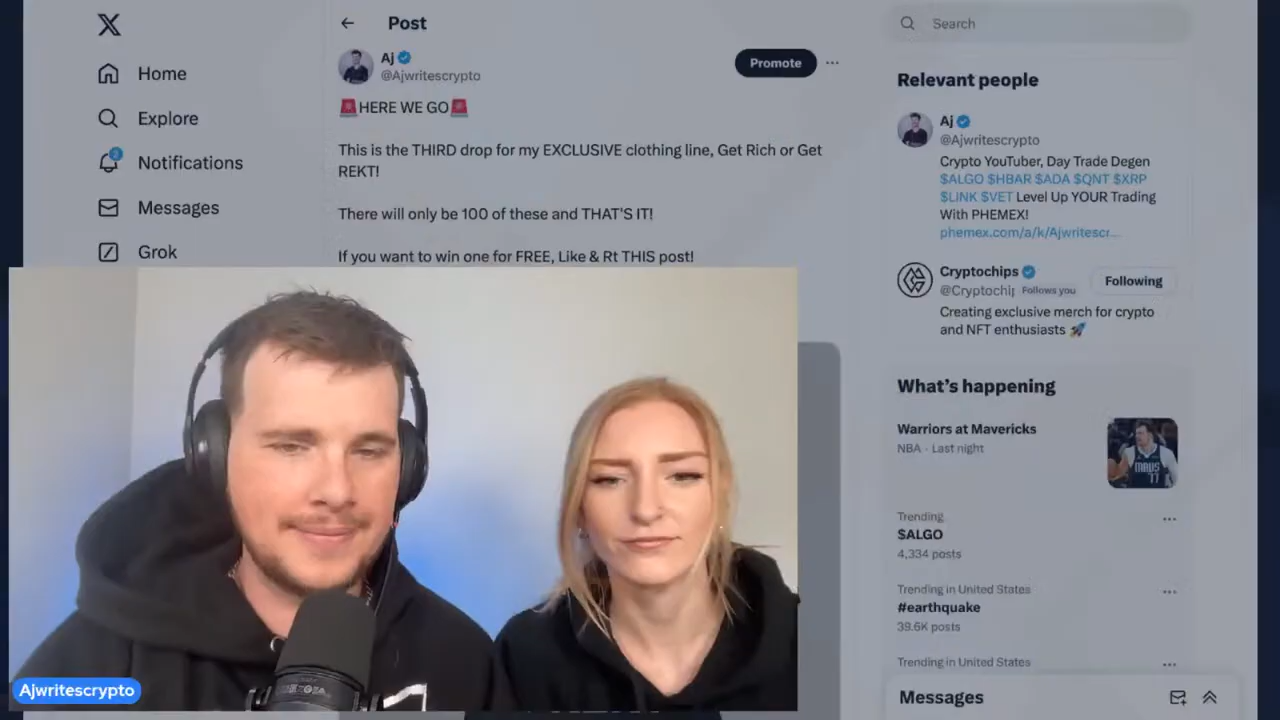 Post
Aj
@Ajwritescrypto
Promote
🚨HERE WE GO🚨
This is the THIRD drop for my EXCLUSIVE clothing line, Get Rich or Get
REKT!
There will only be 100 of these and THAT'S IT!
If you want to win one for FREE, Like & Rt THIS post!
Home
Explore
2
Notifications
Messages
Grok
Search
Relevant people
Aj
@Ajwritescrypto
Crypto YouTuber, Day Trade Degen
$ALGO $HBAR $ADA $QNT $XRP
$LINK $VET Level Up YOUR Trading
With PHEMEX!
phemex.com/a/k/Ajwritescr...
Cryptochips
@Cryptochip Follows you
Following
Creating exclusive merch for crypto
and NFT enthusiasts 🚀
What's happening
Warriors at Mavericks
NBA · Last night
MAVS
77
Trending
$ALGO
4,334 posts
Trending in United States
#earthquake
39.6K posts
Trending in United States
Messages
Ajwritescrypto